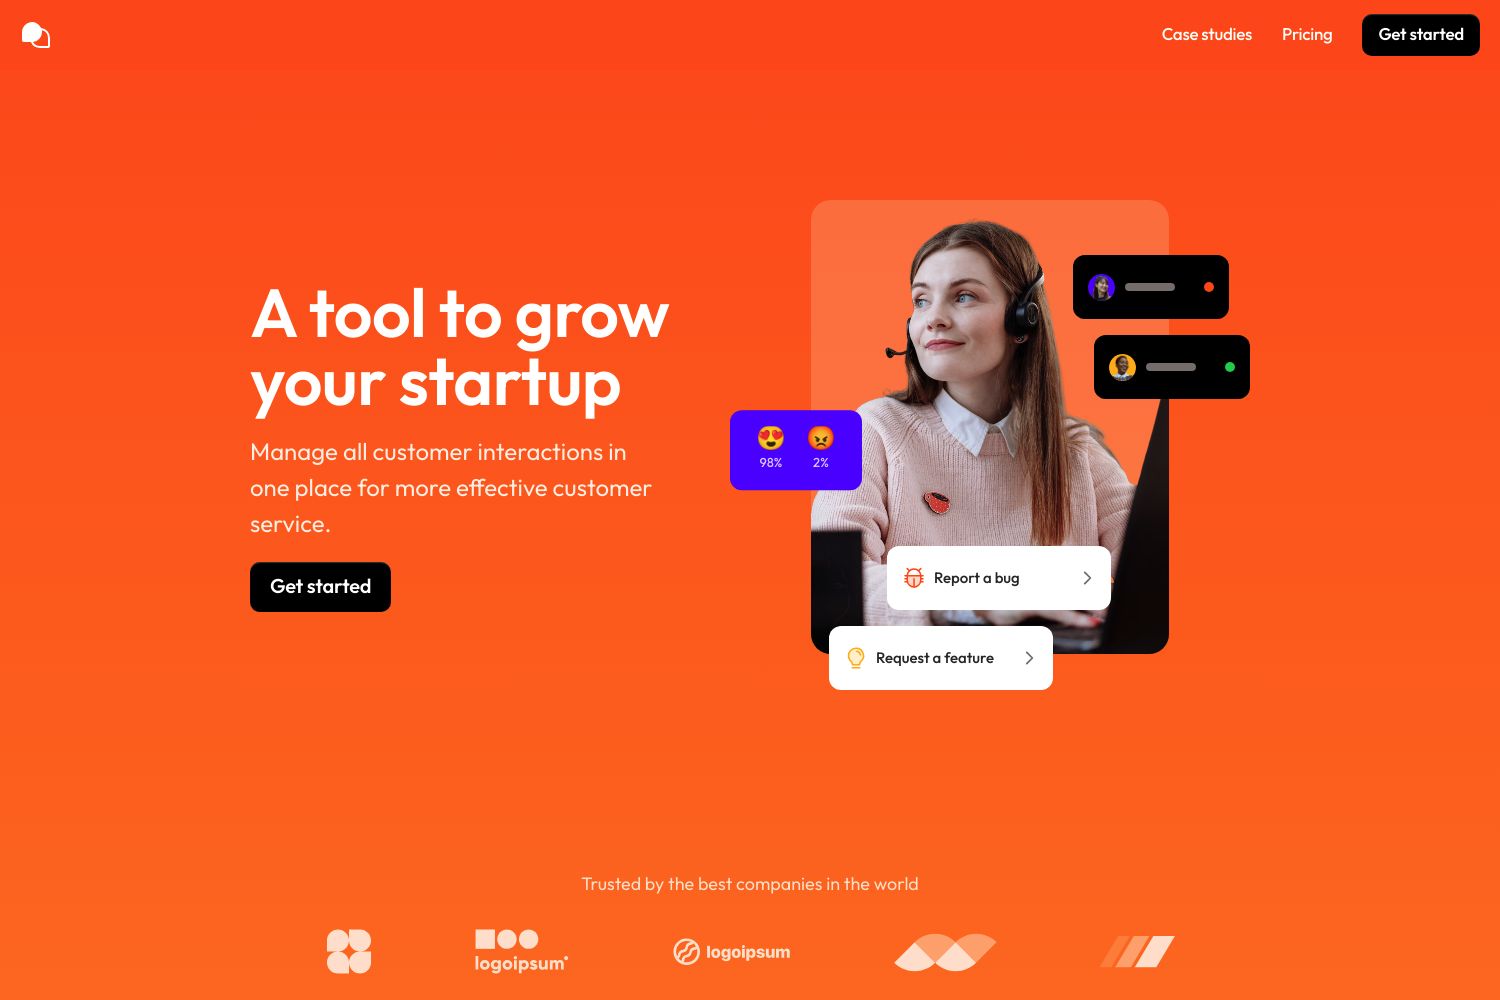 Case studies
Pricing
Get started
A tool to grow
your startup
Manage all customer interactions in
one place for more effective customer
service.
Get started
98%
2%
Report a bug
Request a feature
Trusted by the best companies in the world
logoipsum
logoipsum